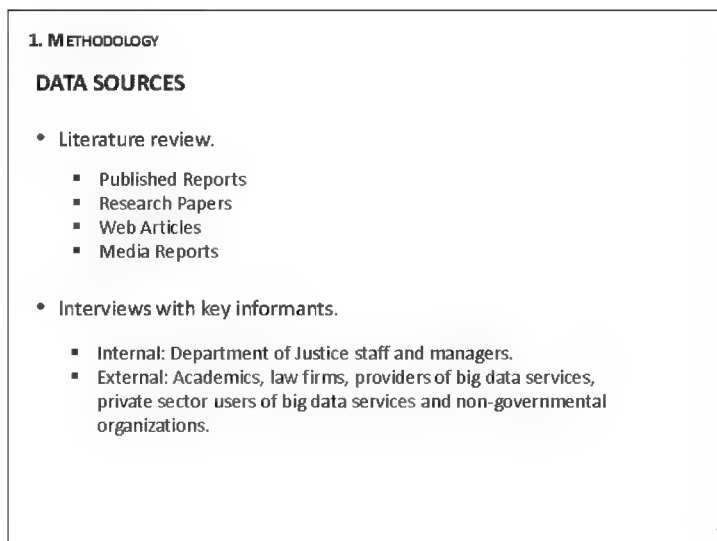 1. METHODOLOGY
DATA SOURCES
• Literature review.
▪ Published Reports
▪ Research Papers
▪ Web Articles
▪ Media Reports
• Interviews with key informants.
▪ Internal: Department of Justice staff and managers.
▪ External: Academics, law firms, providers of big data services,
private sector users of big data services and non-governmental
organizations.